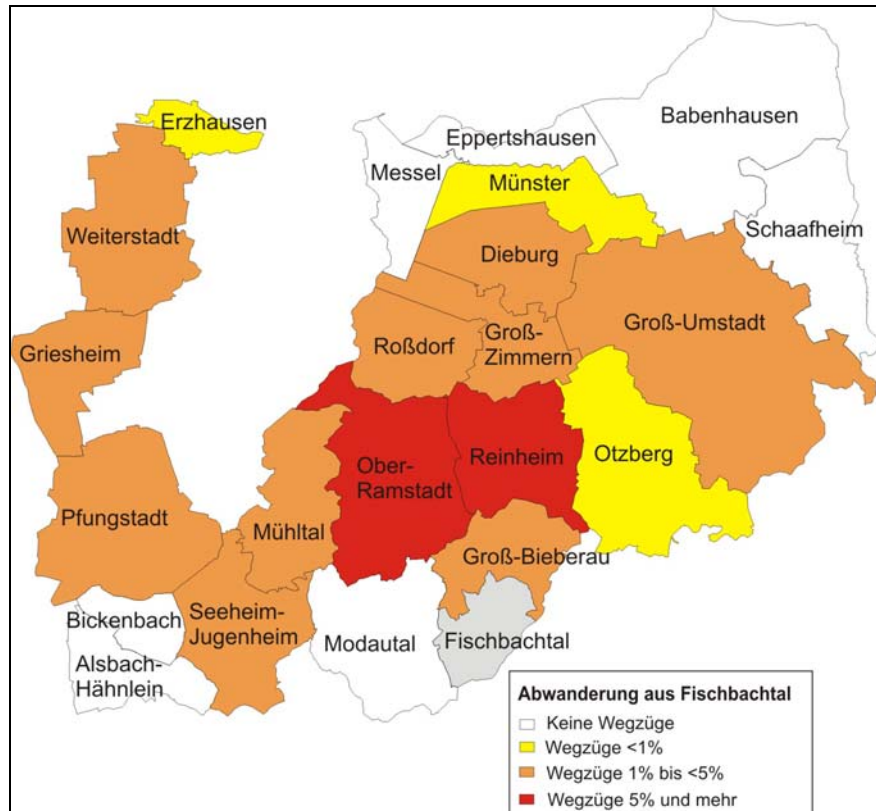 Erzhausen
Babenhausen
Eppertshausen
Messel
Münster
Schaafheim
Weiterstadt
Dieburg
Groß-Umstadt
Griesheim
Roßdorf
Groß-
Zimmern
Ober-
Ramstadt
Reinheim
Otzberg
Pfungstadt
Mühltal
Groß-Bieberau
Bickenbach
Seeheim-
Jugenheim
Modautal
Fischbachtal
Alsbach-
Hähnlein
Abwanderung aus Fischbachtal
Keine Wegzüge
Wegzüge <1%
Wegzüge 1% bis <5%
Wegzüge 5% und mehr